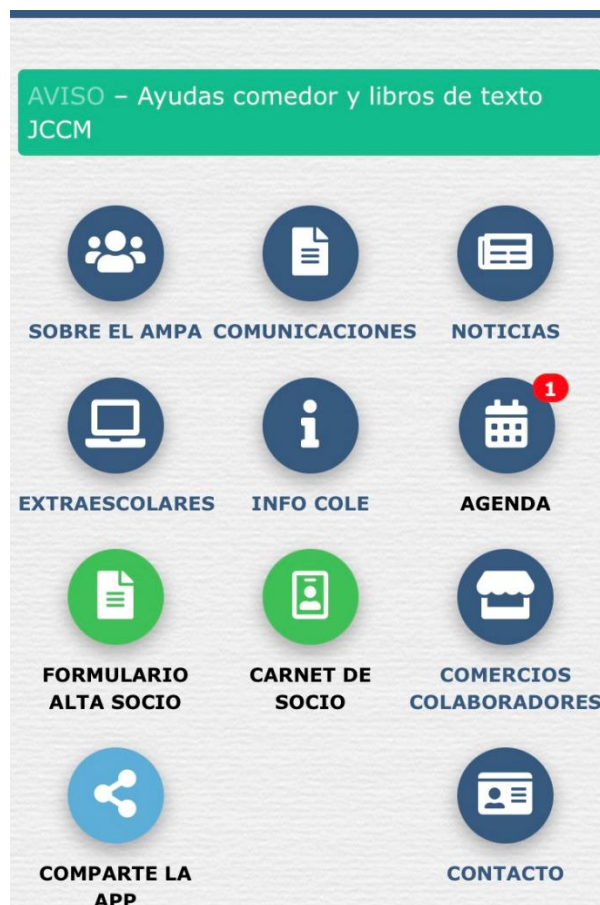 AVISO – Ayudas comedor y libros de texto
JCCM
SOBRE EL AMPA
COMUNICACIONES
NOTICIAS
1
EXTRAESCOLARES
INFO COLE
AGENDA
FORMULARIO
ALTA SOCIO
CARNET DE
SOCIO
COMERCIOS
COLABORADORES
COMPARTE LA
APP
CONTACTO